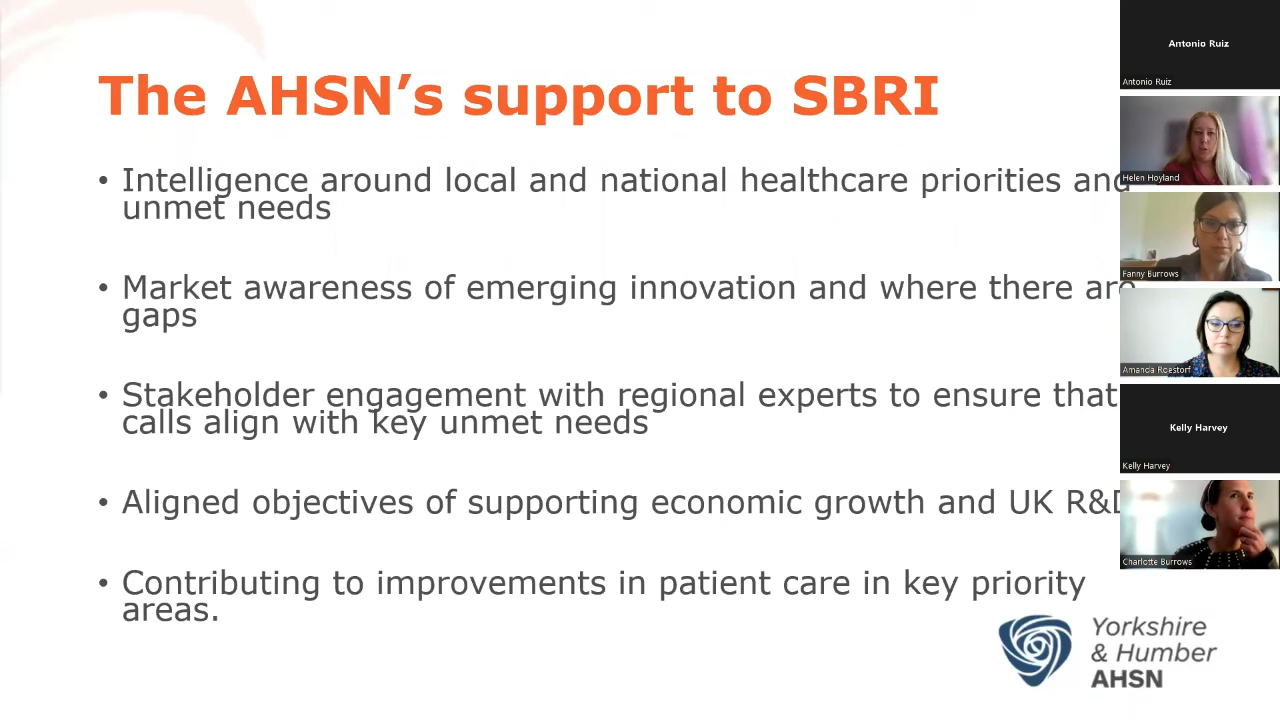 The AHSN’s support to SBRI
• Intelligence around local and national healthcare priorities and
unmet needs
• Market awareness of emerging innovation and where there are
gaps
• Stakeholder engagement with regional experts to ensure that
calls align with key unmet needs
• Aligned objectives of supporting economic growth and UK R&D
• Contributing to improvements in patient care in key priority
areas.
Yorkshire
& Humber
AHSN
Antonio Ruiz
Antonio Ruiz
Helen Hoyland
Fanny Burrows
Amanda Roestorf
Kelly Harvey
Kelly Harvey
Charlotte Burrows